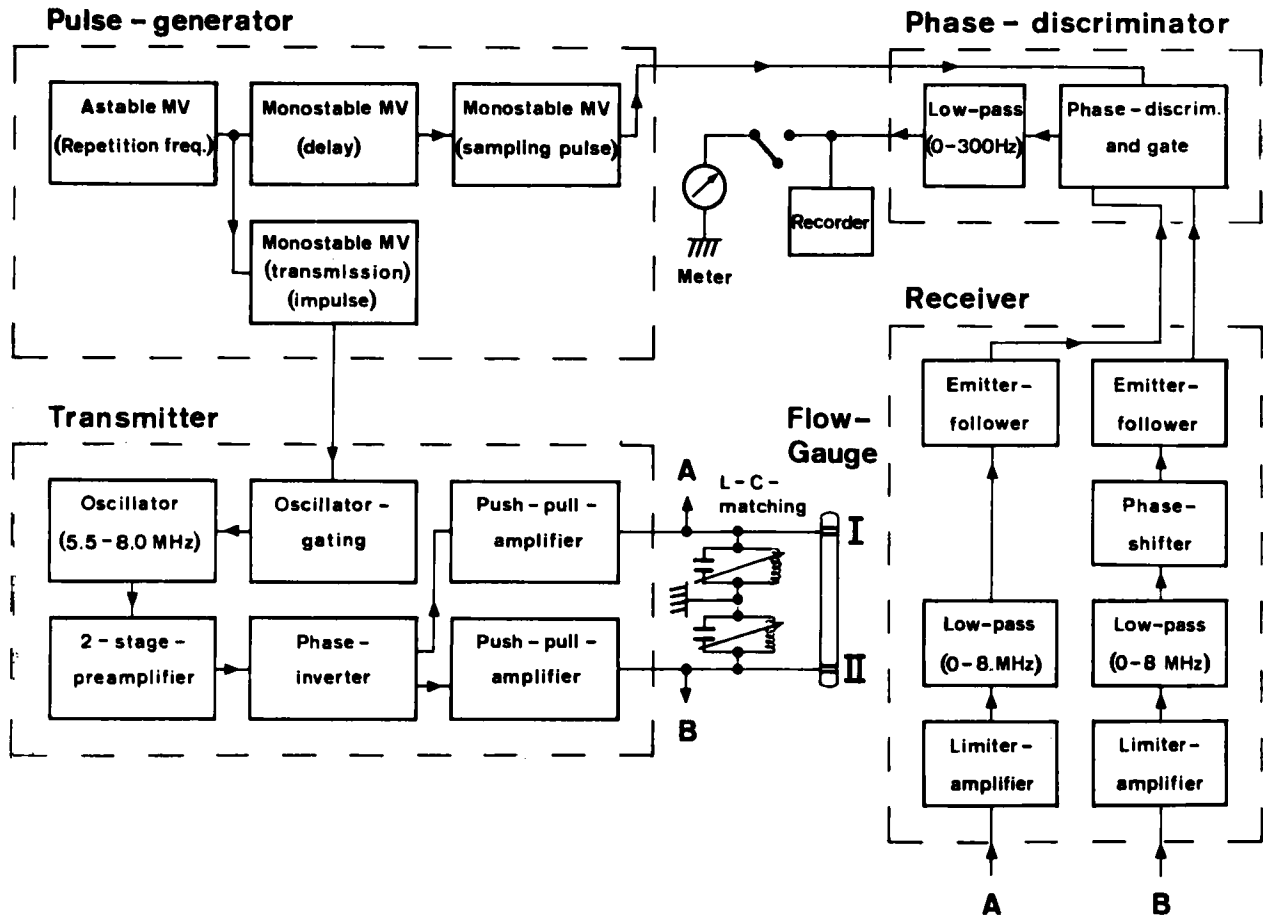 Pulse-generator
Astable MV
(Repetition freq.)
Monostable MV
(delay)
Monostable MV
(sampling pulse)
Monostable MV
(transmission)
(impulse)
Phase-discriminator
Low-pass
(0-300Hz)
Phase-discrim.
and gate
Recorder
Meter
Transmitter
Oscillator
(5.5-8.0 MHz)
Oscillator-
gating
Push-pull-
amplifier
2-stage-
preamplifier
Phase-
inverter
Push-pull-
amplifier
A
B
L-C-
matching
Flow-
Gauge
I
II
Receiver
Emitter-
follower
Emitter-
follower
Phase-
shifter
Low-pass
(0-8.MHz)
Low-pass
(0-8 MHz)
Limiter-
amplifier
Limiter-
amplifier
A
B